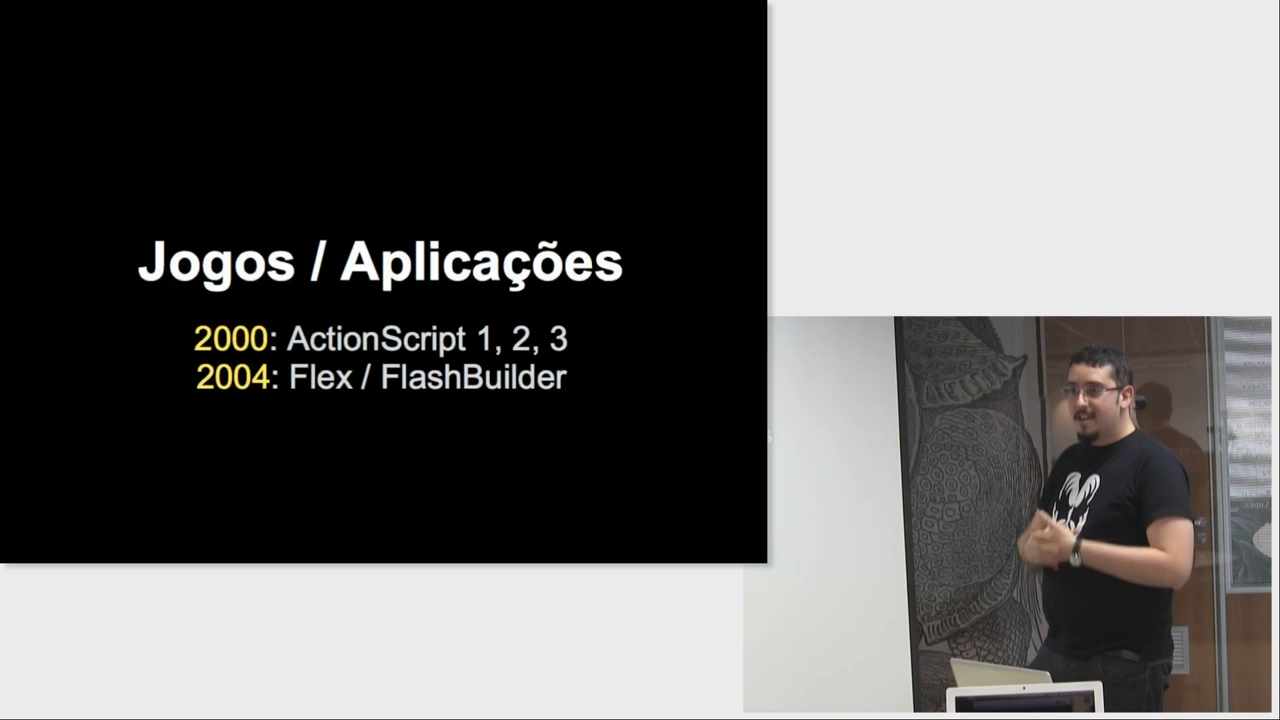 Jogos / Aplicações
2000: ActionScript 1, 2, 3
2004: Flex / FlashBuilder